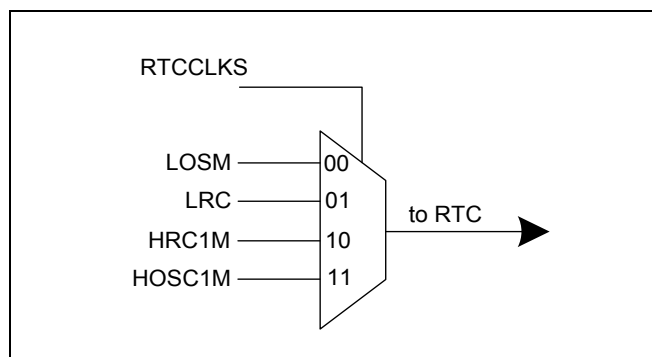 RTCCLKS
LOSM 00
LRC 01
to RTC
HRC1M 10
HOSC1M 11